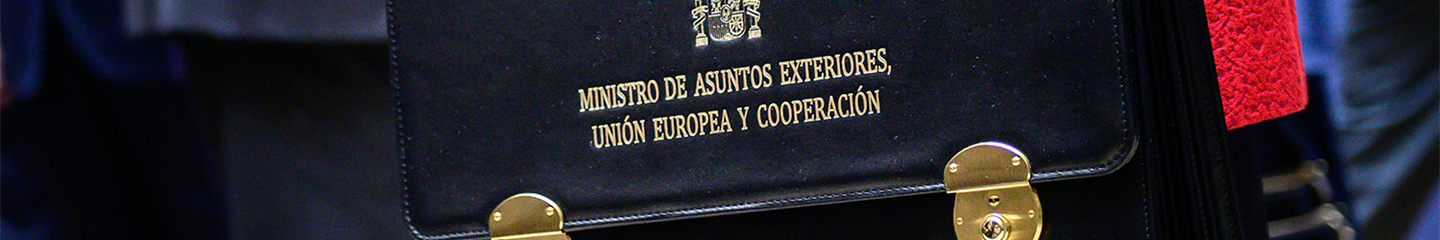 MINISTRO DE ASUNTOS EXTERIORES,
UNIÓN EUROPEA Y COOPERACIÓN